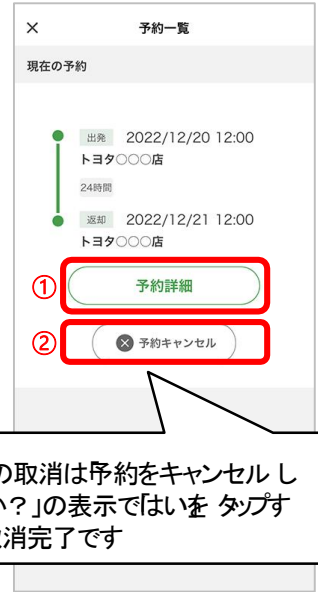 × 予約一覧
現在の予約
出発 2022/12/20 12:00
トヨタ○○○店
24時間
返却 2022/12/21 12:00
トヨタ○○○店
① 予約詳細
② 予約キャンセル
の取消は予約をキャンセル し
い?」の表示で「はい」を タップす
消完了です